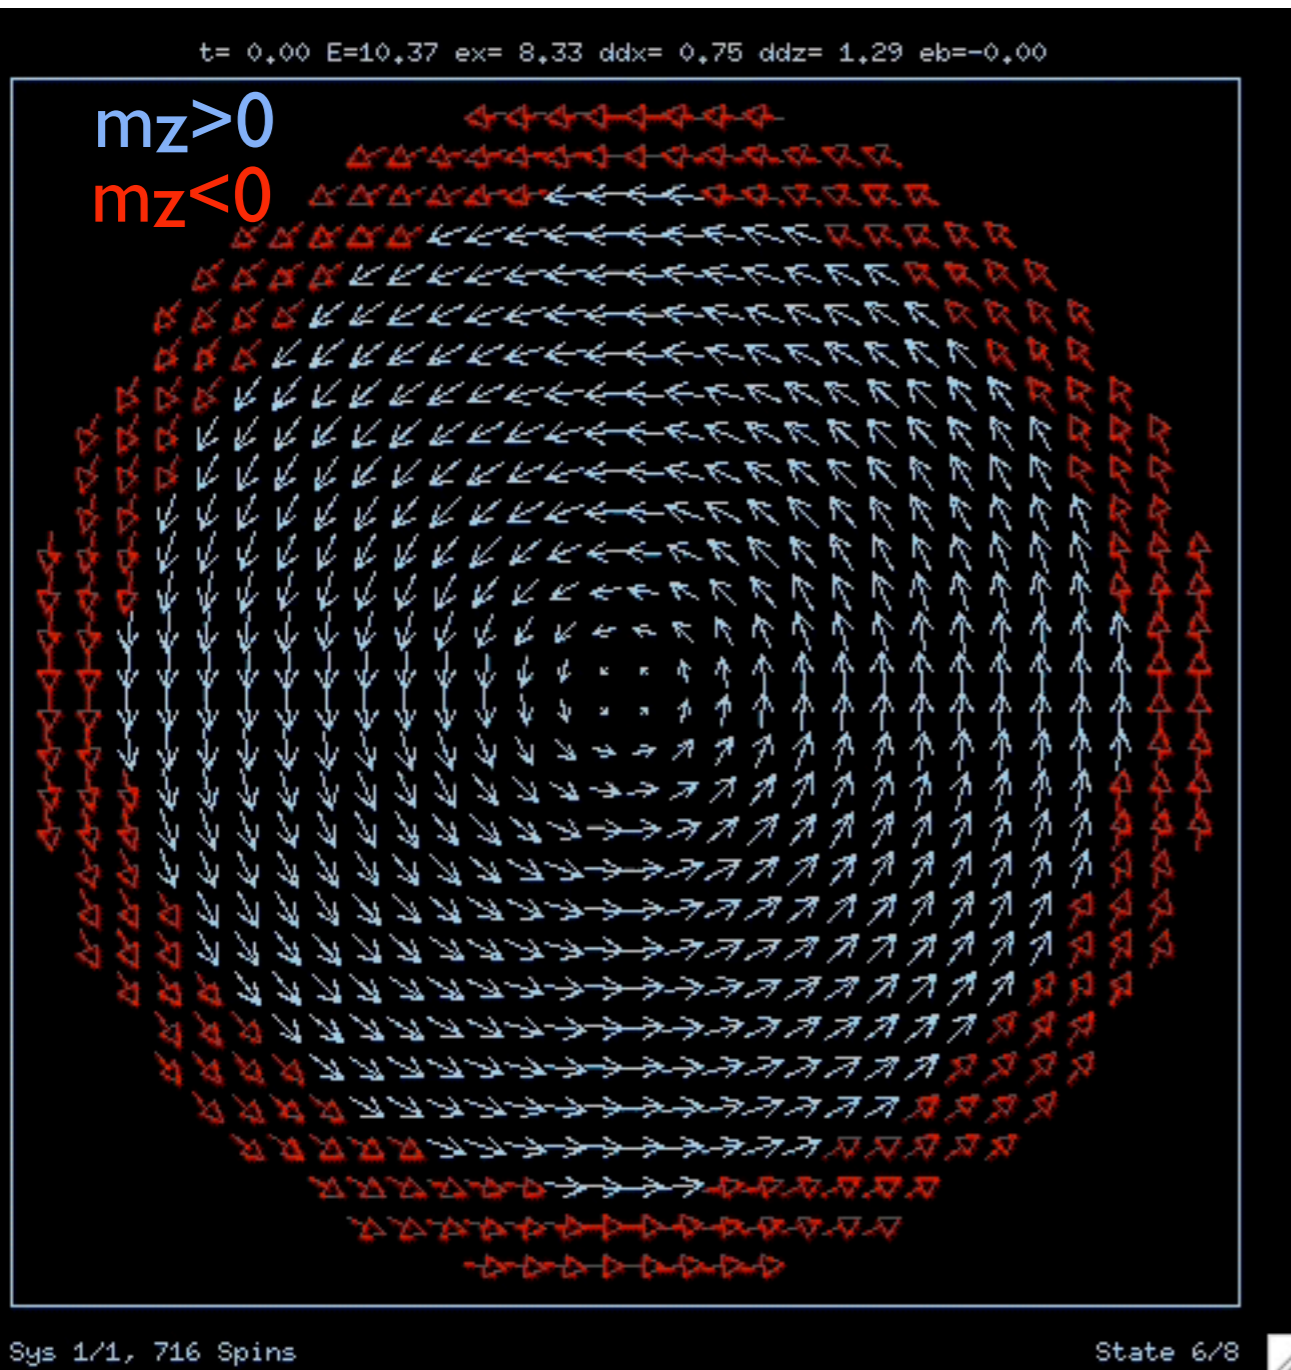 t= 0.00 E=10.37 ex= 8.33 ddx= 0.75 ddz= 1.29 eb=-0.00
mz>0
mz<0
Sys 1/1, 716 Spins
State 6/8